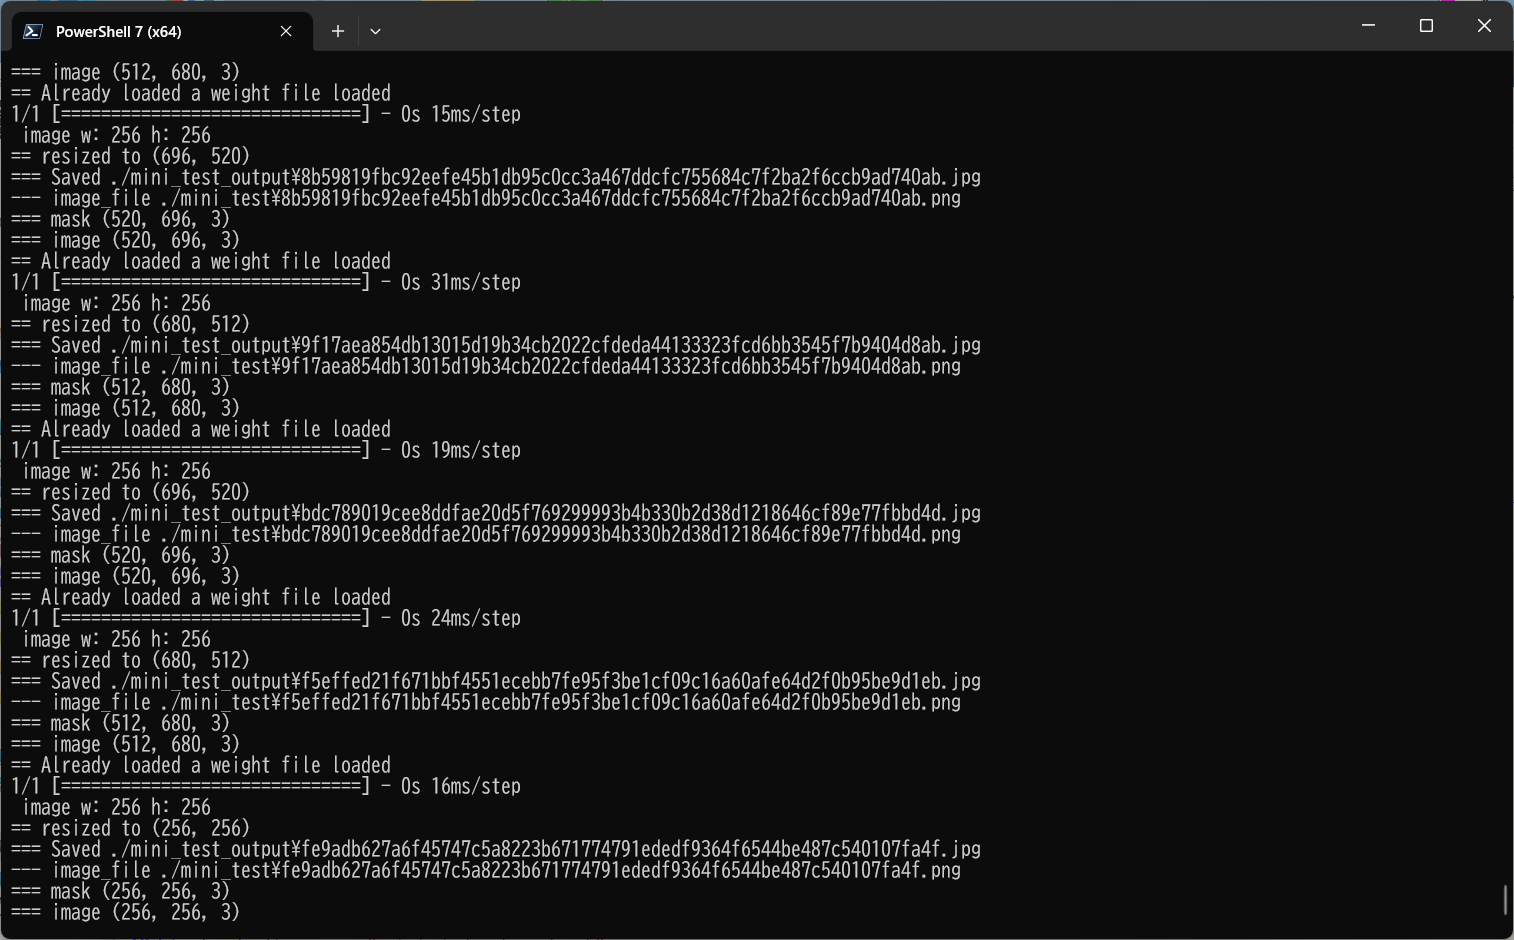 PowerShell 7 (x64)
=== image (512, 680, 3)
== Already loaded a weight file loaded
1/1 [==============================] - 0s 15ms/step
 image w: 256 h: 256
== resized to (696, 520)
=== Saved ./mini_test_output¥8b59819fbc92eefe45b1db95c0cc3a467ddcfc755684c7f2ba2f6ccb9ad740ab.jpg
--- image_file ./mini_test¥8b59819fbc92eefe45b1db95c0cc3a467ddcfc755684c7f2ba2f6ccb9ad740ab.png
=== mask (520, 696, 3)
=== image (520, 696, 3)
== Already loaded a weight file loaded
1/1 [==============================] - 0s 31ms/step
 image w: 256 h: 256
== resized to (680, 512)
=== Saved ./mini_test_output¥9f17aea854db13015d19b34cb2022cfdeda44133323fcd6bb3545f7b9404d8ab.jpg
--- image_file ./mini_test¥9f17aea854db13015d19b34cb2022cfdeda44133323fcd6bb3545f7b9404d8ab.png
=== mask (512, 680, 3)
=== image (512, 680, 3)
== Already loaded a weight file loaded
1/1 [==============================] - 0s 19ms/step
 image w: 256 h: 256
== resized to (696, 520)
=== Saved ./mini_test_output¥bdc789019cee8ddfae20d5f769299993b4b330b2d38d1218646cf89e77fbbd4d.jpg
--- image_file ./mini_test¥bdc789019cee8ddfae20d5f769299993b4b330b2d38d1218646cf89e77fbbd4d.png
=== mask (520, 696, 3)
=== image (520, 696, 3)
== Already loaded a weight file loaded
1/1 [==============================] - 0s 24ms/step
 image w: 256 h: 256
== resized to (680, 512)
=== Saved ./mini_test_output¥f5effed21f671bbf4551ecebb7fe95f3be1cf09c16a60afe64d2f0b95be9d1eb.jpg
--- image_file ./mini_test¥f5effed21f671bbf4551ecebb7fe95f3be1cf09c16a60afe64d2f0b95be9d1eb.png
=== mask (512, 680, 3)
=== image (512, 680, 3)
== Already loaded a weight file loaded
1/1 [==============================] - 0s 16ms/step
 image w: 256 h: 256
== resized to (256, 256)
=== Saved ./mini_test_output¥fe9adb627a6f45747c5a8223b671774791ededf9364f6544be487c540107fa4f.jpg
--- image_file ./mini_test¥fe9adb627a6f45747c5a8223b671774791ededf9364f6544be487c540107fa4f.png
=== mask (256, 256, 3)
=== image (256, 256, 3)